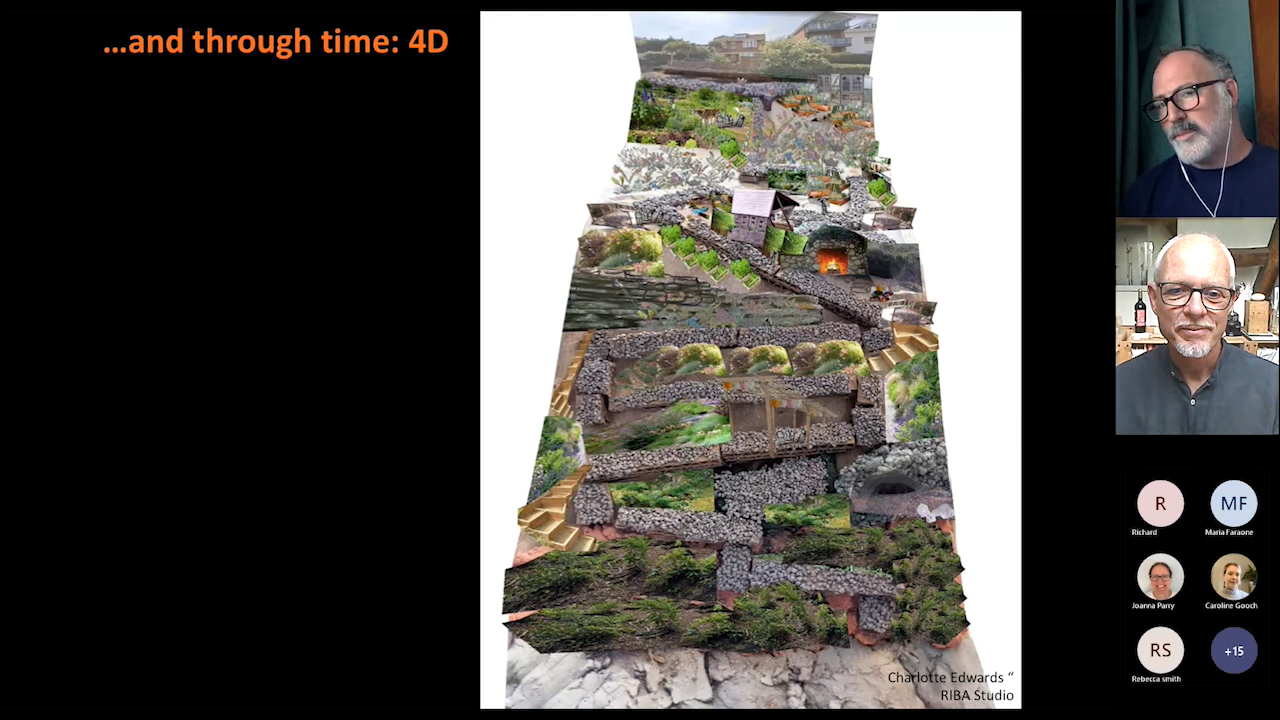 …and through time: 4D
Charlotte Edwards “
RIBA Studio
R
MF
Richard
Maria Faraone
Joanna Parry
Caroline Gooch
RS
+15
Rebecca smith